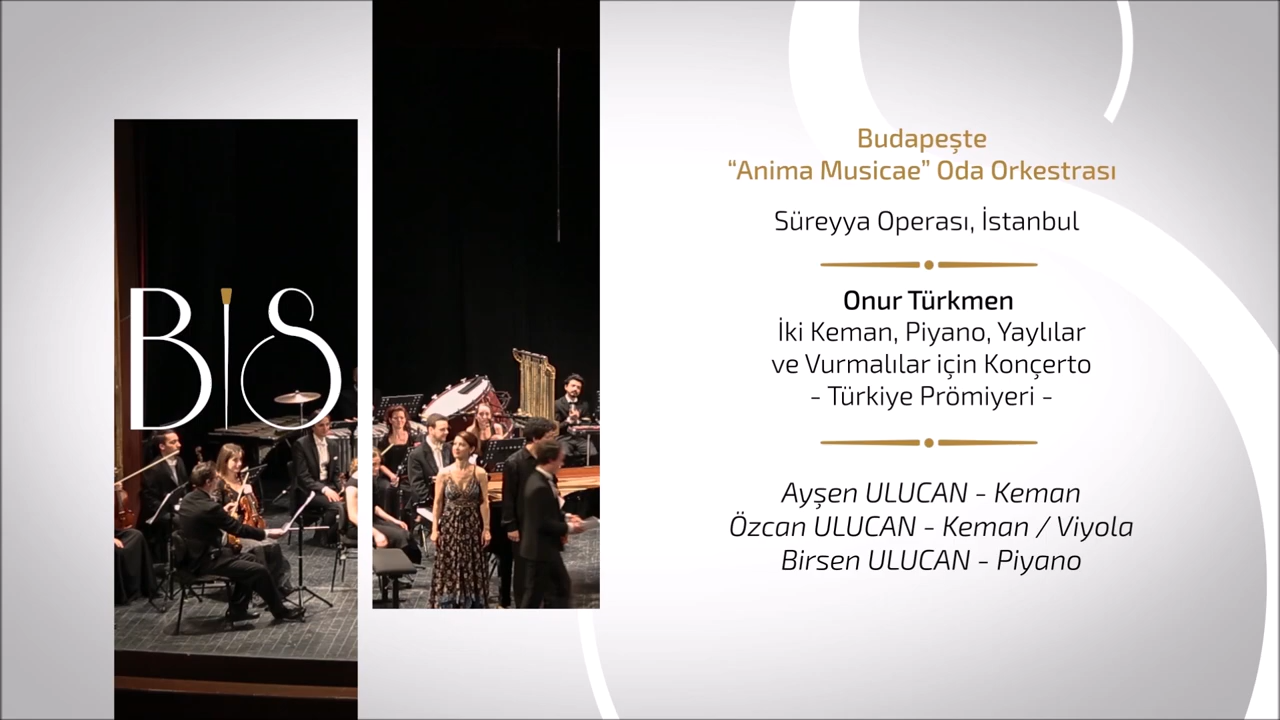 BİS
Budapeşte
“Anima Musicae” Oda Orkestrası
Süreyya Operası, İstanbul
Onur Türkmen
İki Keman, Piyano, Yaylılar
ve Vurmalılar için Konçerto
- Türkiye Prömiyeri -
Ayşen ULUCAN - Keman
Özcan ULUCAN - Keman / Viyola
Birsen ULUCAN - Piyano